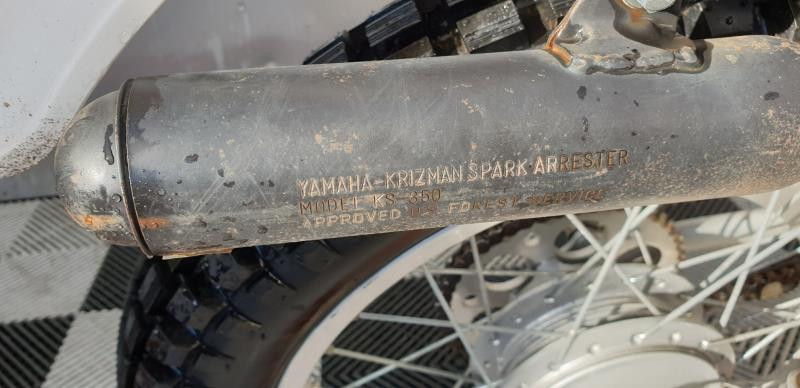 YAMAHA-KRIZMAN SPARK ARRESTER
MODEL KS-350
APPROVED U.S. FOREST SERVICE